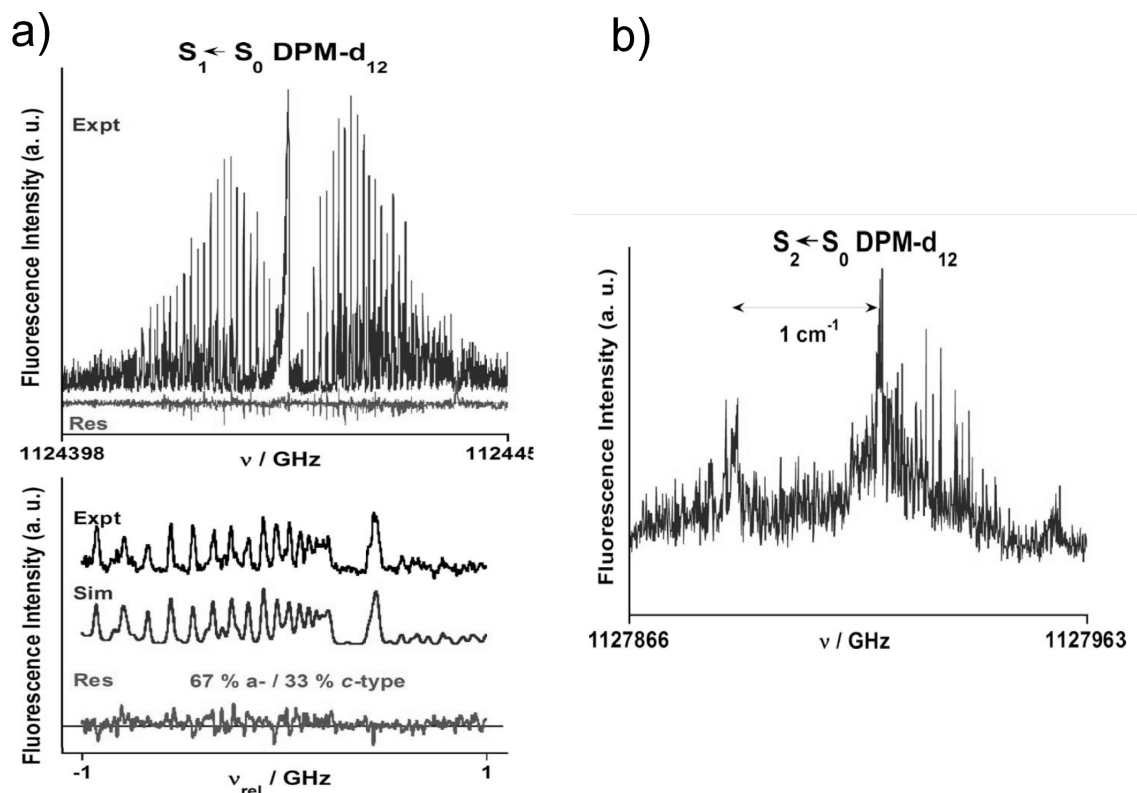 a)
S1 ← S0 DPM-d12
Fluorescence Intensity (a. u.)
Expt
Res
1124398
ν / GHz
112445
Fluorescence Intensity (a. u.)
Expt
Sim
Res
67 % a- / 33 % c-type
-1
νrel / GHz
1
b)
S2 ← S0 DPM-d12
Fluorescence Intensity (a. u.)
1 cm-1
1127866
ν / GHz
1127963